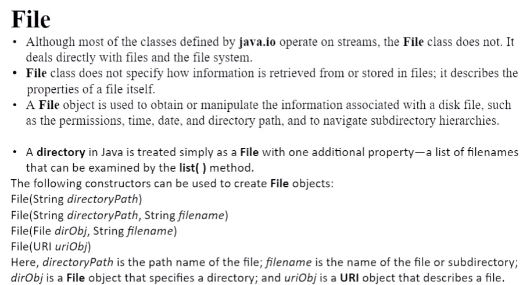 File
• Although most of the classes defined by java.io operate on streams, the File class does not. It
deals directly with files and the file system.
• File class does not specify how information is retrieved from or stored in files; it describes the
properties of a file itself.
• A File object is used to obtain or manipulate the information associated with a disk file, such
as the permissions, time, date, and directory path, and to navigate subdirectory hierarchies.
• A directory in Java is treated simply as a File with one additional property—a list of filenames
that can be examined by the list( ) method.
The following constructors can be used to create File objects:
File(String directoryPath)
File(String directoryPath, String filename)
File(File dirObj, String filename)
File(URI uriObj)
Here, directoryPath is the path name of the file; filename is the name of the file or subdirectory;
dirObj is a File object that specifies a directory; and uriObj is a URI object that describes a file.